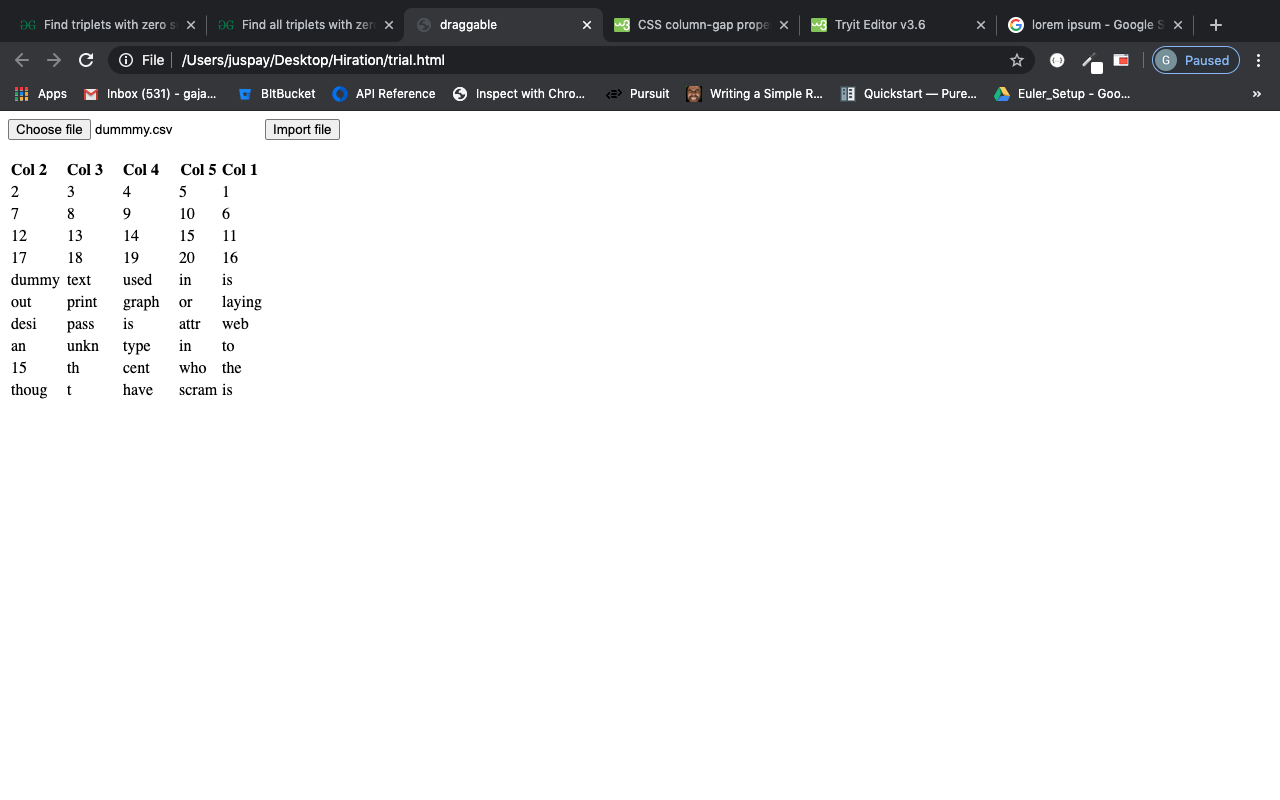 Find triplets with zero s
Find all triplets with zer
draggable
CSS column-gap prope
Tryit Editor v3.6
lorem ipsum - Google S
File /Users/juspay/Desktop/Hiration/trial.html
G Paused
Apps Inbox (531) - gaja... BItBucket API Reference Inspect with Chro... Pursuit Writing a Simple R... Quickstart — Pure... Euler_Setup - Goo... »
Choose file dummmy.csv Import file
Col 2 Col 3 Col 4 Col 5 Col 1
2 3 4 5 1
7 8 9 10 6
12 13 14 15 11
17 18 19 20 16
dummy text used in is
out print graph or laying
desi pass is attr web
an unkn type in to
15 th cent who the
thoug t have scram is